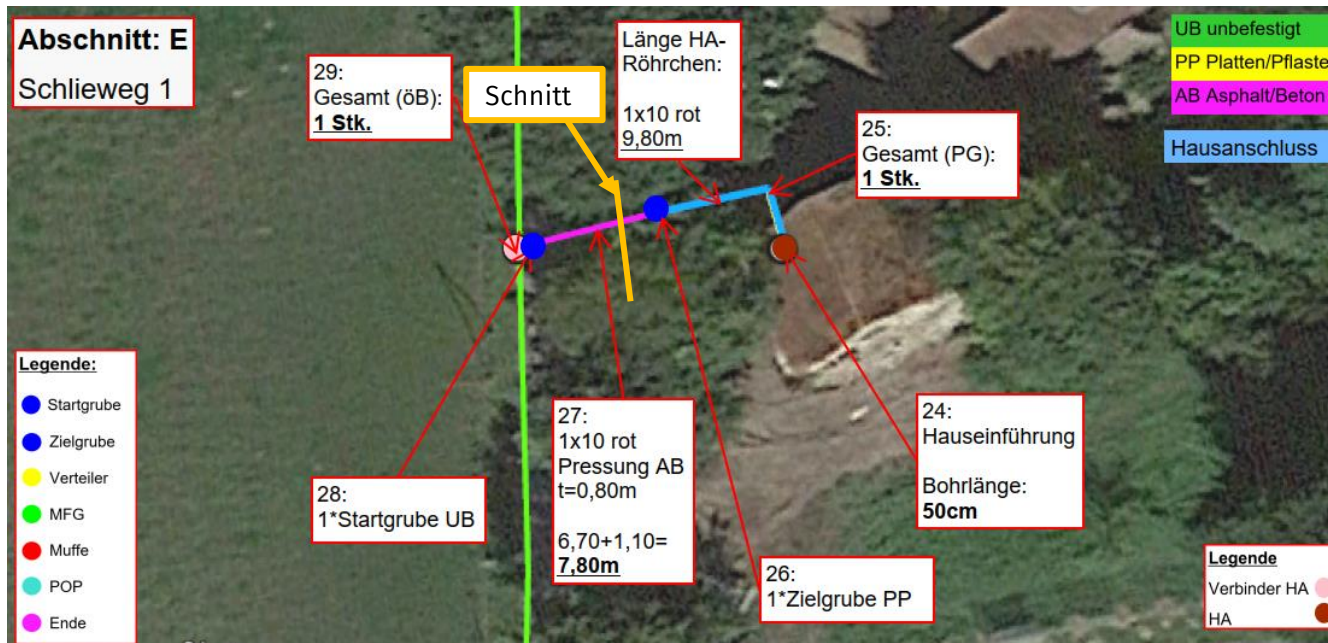 Abschnitt: E
Schlieweg 1
29:
Gesamt (öB):
1 Stk.
Schnitt
Länge HA-
Röhrchen:
1x10 rot
9,80m
25:
Gesamt (PG):
1 Stk.
UB unbefestigt
PP Platten/Pflaste
AB Asphalt/Beton
Hausanschluss
Legende:
Startgrube
Zielgrube
Verteiler
MFG
Muffe
POP
Ende
28:
1*Startgrube UB
27:
1x10 rot
Pressung AB
t=0,80m
6,70+1,10=
7,80m
26:
1*Zielgrube PP
24:
Hauseinführung
Bohrlänge:
50cm
Legende
Verbinder HA
HA